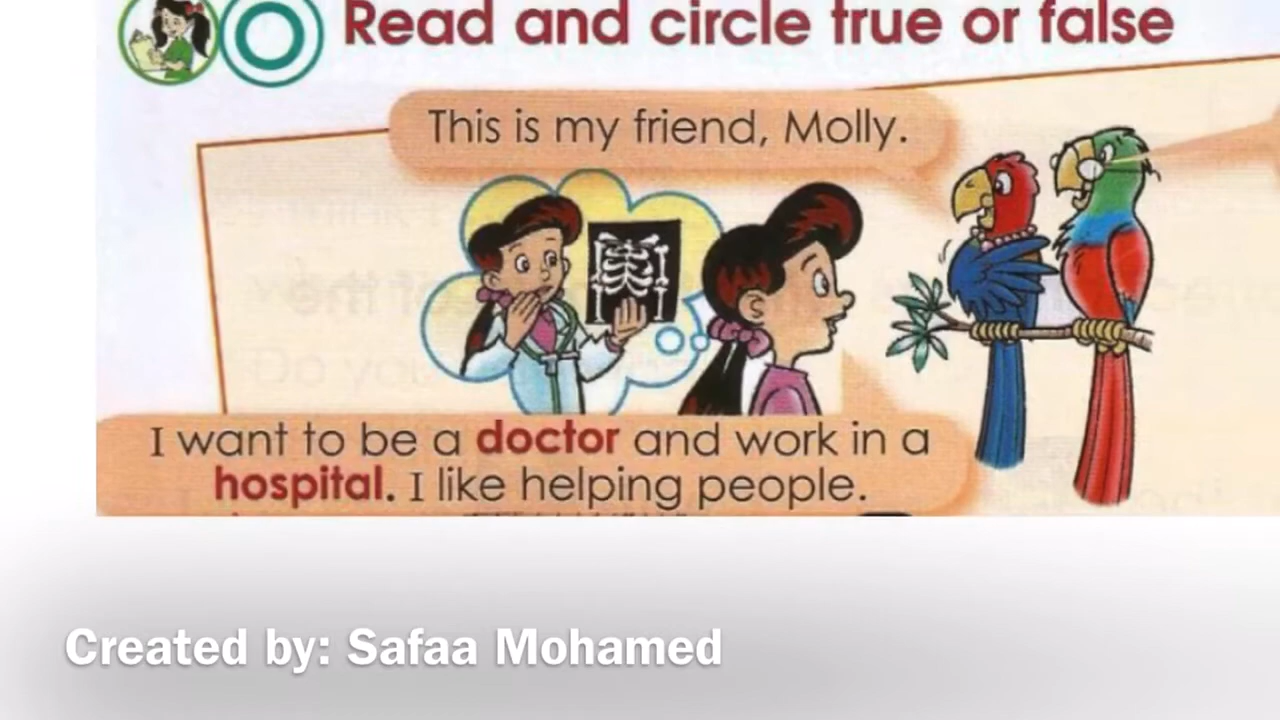 Read and circle true or false
This is my friend, Molly.
I want to be a doctor and work in a
hospital. I like helping people.
Created by: Safaa Mohamed